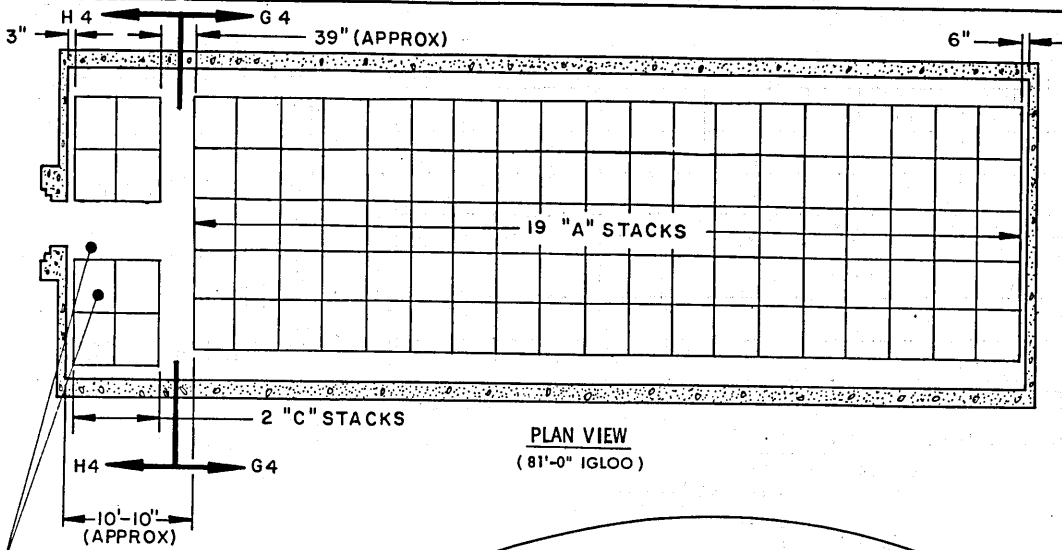 H 4 G 4
3" 39" (APPROX) 6"
19 "A" STACKS
2 "C" STACKS
PLAN VIEW
(81'-0" IGLOO)
H4 G4
10'-10"
(APPROX)